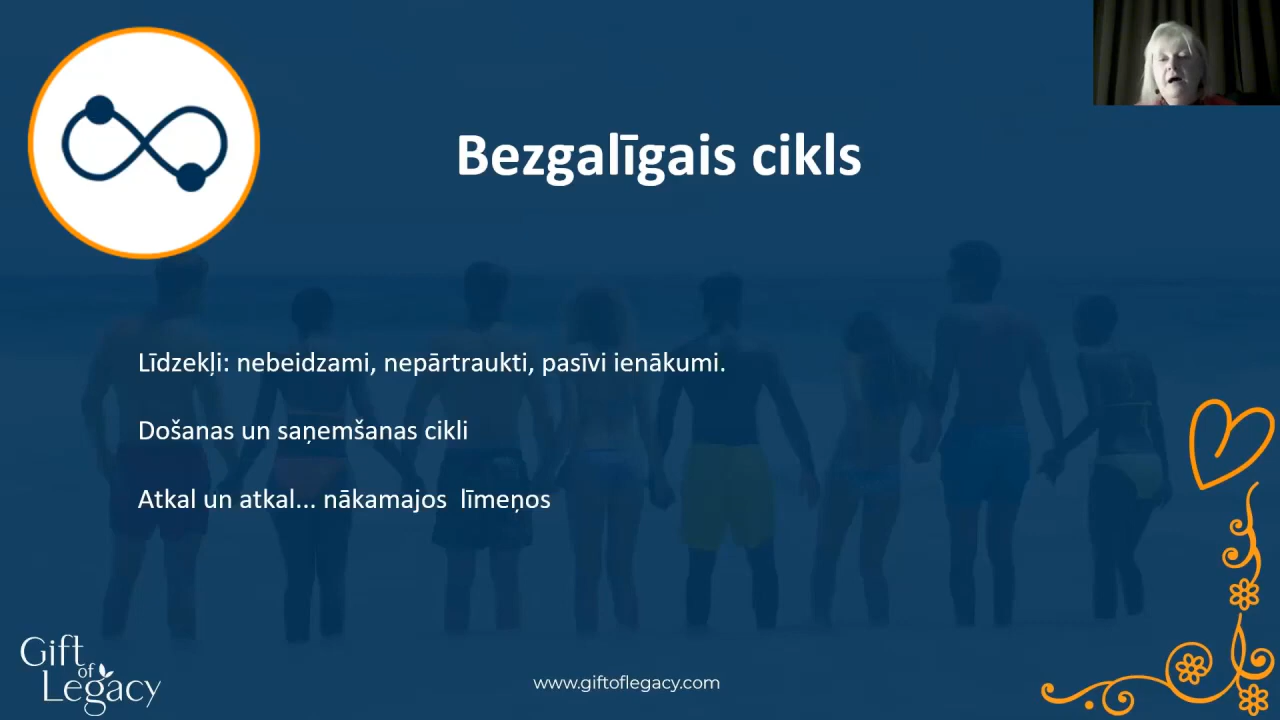 Bezgalīgais cikls
Līdzekļi: nebeidzami, nepārtraukti, pasīvi ienākumi.
Došanas un saņemšanas cikli
Atkal un atkal... nākamajos līmeņos
Gift
of
Legacy
www.giftoflegacy.com